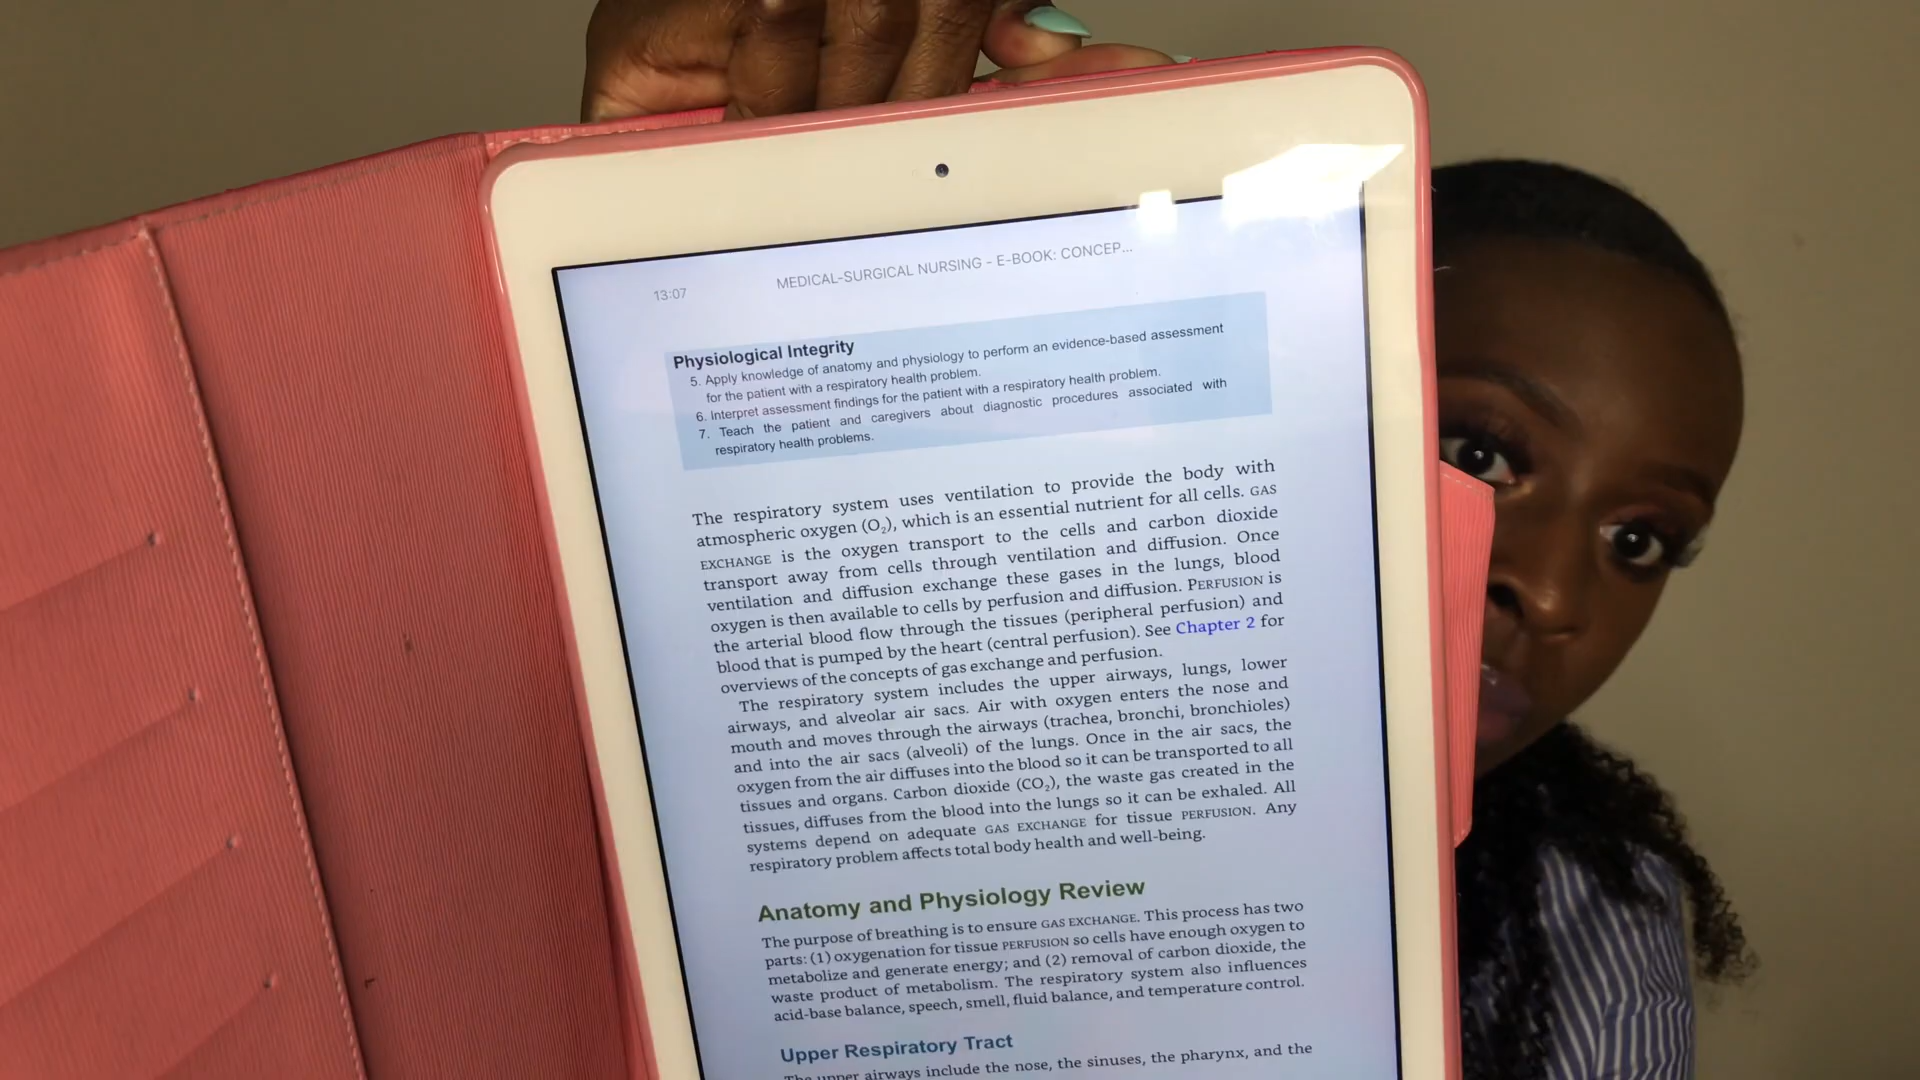 13:07
MEDICAL-SURGICAL NURSING - E-BOOK: CONCEP...
Physiological Integrity
5. Apply knowledge of anatomy and physiology to perform an evidence-based assessment
for the patient with a respiratory health problem.
6. Interpret assessment findings for the patient with a respiratory health problem.
7. Teach the patient and caregivers about diagnostic procedures associated with
respiratory health problems.
The respiratory system uses ventilation to provide the body with
atmospheric oxygen (O₂), which is an essential nutrient for all cells. GAS
EXCHANGE is the oxygen transport to the cells and carbon dioxide
transport away from cells through ventilation and diffusion. Once
ventilation and diffusion exchange these gases in the lungs, blood
oxygen is then available to cells by perfusion and diffusion. PERFUSION is
the arterial blood flow through the tissues (peripheral perfusion) and
blood that is pumped by the heart (central perfusion). See Chapter 2 for
overviews of the concepts of gas exchange and perfusion.
The respiratory system includes the upper airways, lungs, lower
airways, and alveolar air sacs. Air with oxygen enters the nose and
mouth and moves through the airways (trachea, bronchi, bronchioles)
and into the air sacs (alveoli) of the lungs. Once in the air sacs, the
oxygen from the air diffuses into the blood so it can be transported to all
tissues and organs. Carbon dioxide (CO₂), the waste gas created in the
tissues, diffuses from the blood into the lungs so it can be exhaled. All
systems depend on adequate GAS EXCHANGE for tissue PERFUSION. Any
respiratory problem affects total body health and well-being.
Anatomy and Physiology Review
The purpose of breathing is to ensure GAS EXCHANGE. This process has two
parts: (1) oxygenation for tissue PERFUSION so cells have enough oxygen to
metabolize and generate energy; and (2) removal of carbon dioxide, the
waste product of metabolism. The respiratory system also influences
acid-base balance, speech, smell, fluid balance, and temperature control.
Upper Respiratory Tract
The upper airways include the nose, the sinuses, the pharynx, and the